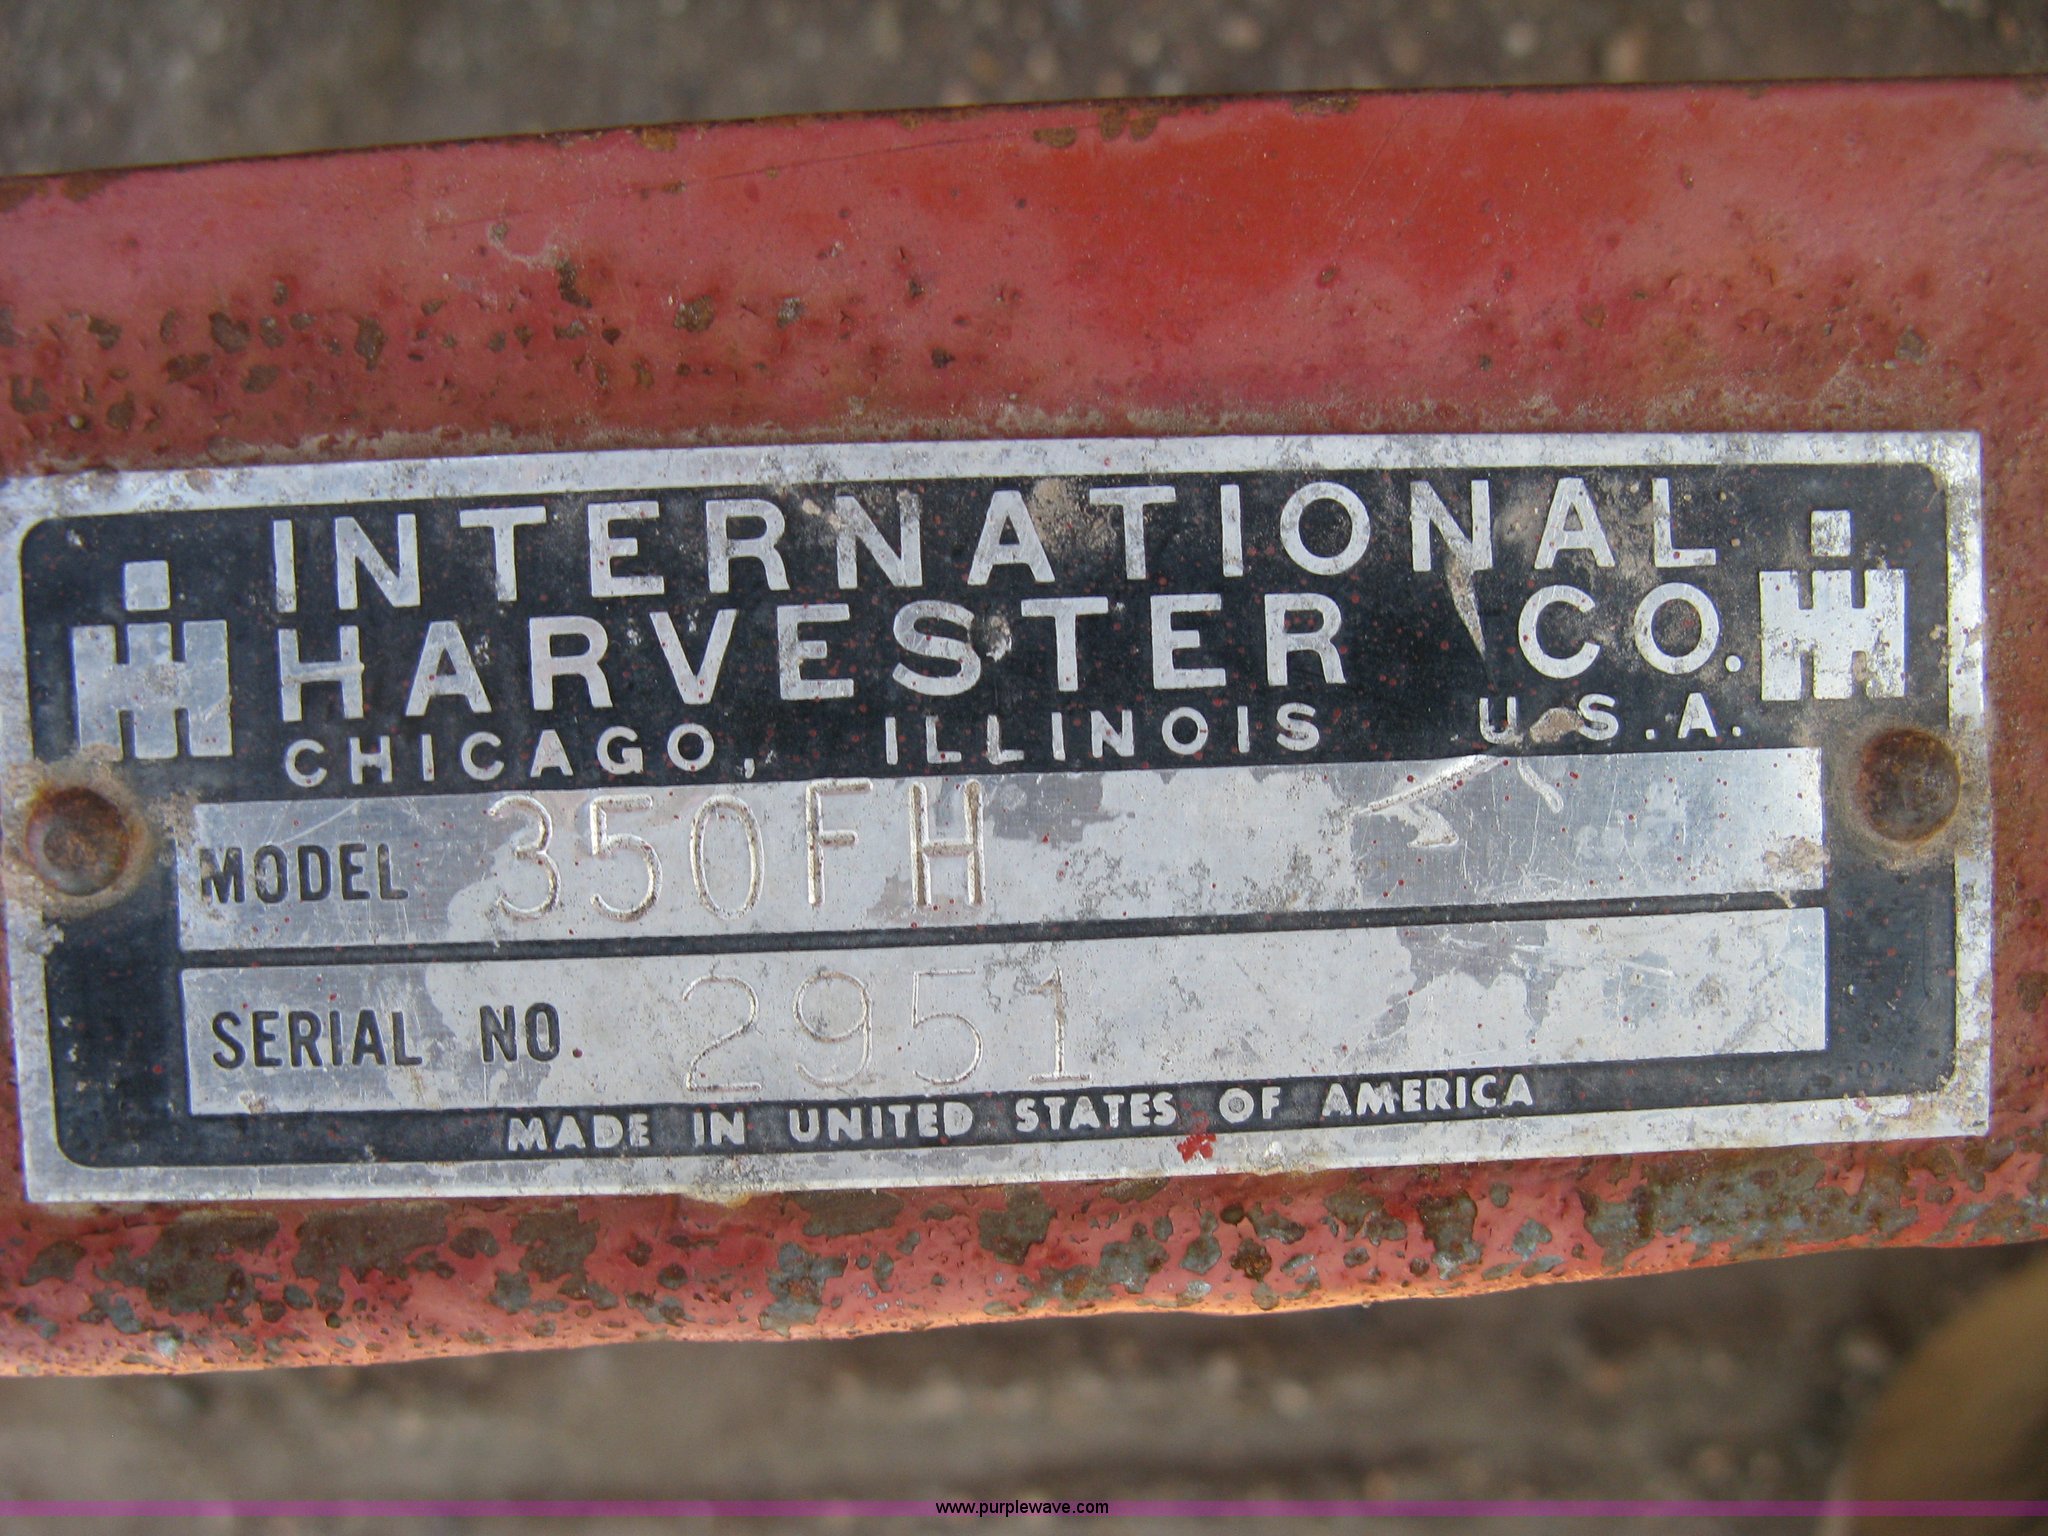 INTERNATIONAL
HARVESTER CO.
CHICAGO, ILLINOIS U.S.A.
MODEL 350FH
SERIAL NO. 2951
MADE IN UNITED STATES OF AMERICA
www.purplewave.com